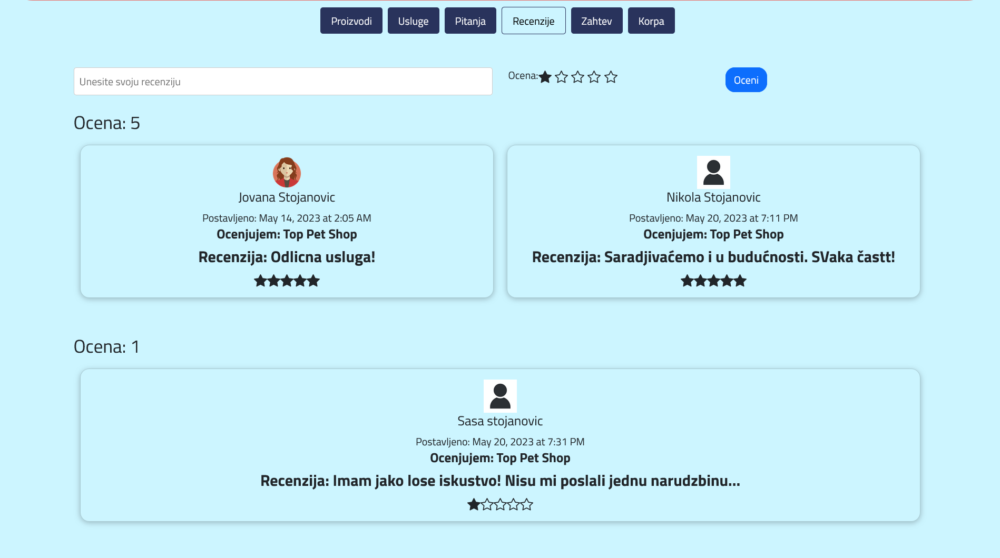 Proizvodi Usluge Pitanja Recenzije Zahtev Korpa
Unesite svoju recenziju
Ocena:
Oceni
Ocena: 5
Jovana Stojanovic
Postavljeno: May 14, 2023 at 2:05 AM
Ocenjujem: Top Pet Shop
Recenzija: Odlicna usluga!
Nikola Stojanovic
Postavljeno: May 20, 2023 at 7:11 PM
Ocenjujem: Top Pet Shop
Recenzija: Saradjivaćemo i u budućnosti. SVaka častt!
Ocena: 1
Sasa stojanovic
Postavljeno: May 20, 2023 at 7:31 PM
Ocenjujem: Top Pet Shop
Recenzija: Imam jako lose iskustvo! Nisu mi poslali jednu narudzbinu...